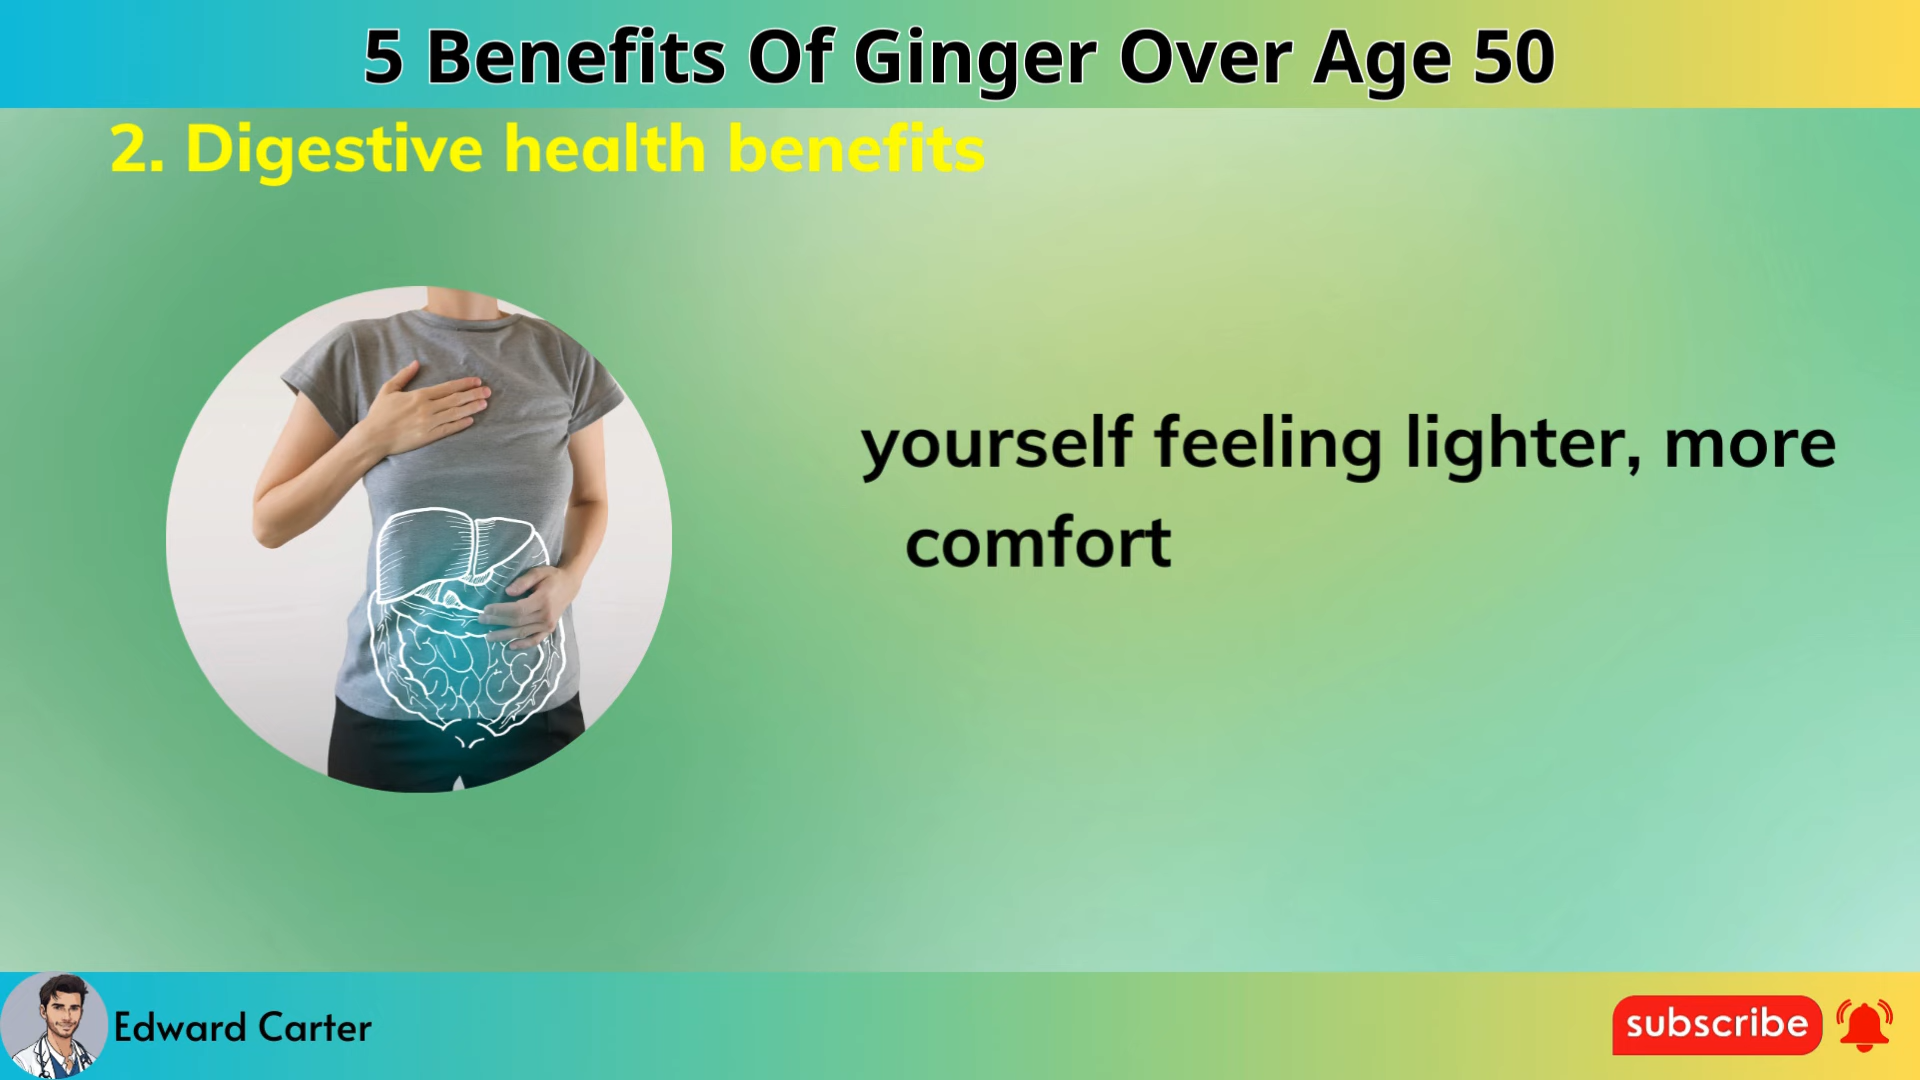 5 Benefits Of Ginger Over Age 50
2. Digestive health benefits
yourself feeling lighter, more
comfort
Edward Carter
subscribe